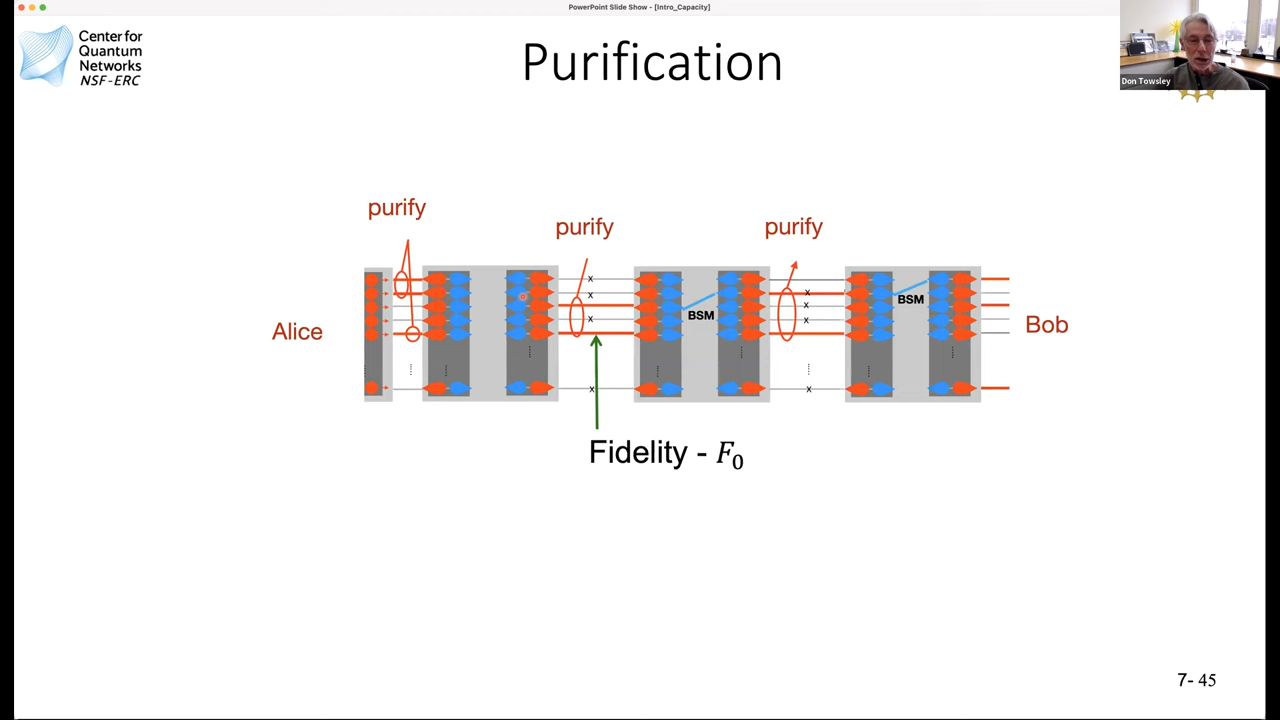 PowerPoint Slide Show - [Intro_Capacity]
Center for
Quantum
Networks
NSF-ERC
Purification
Don Towsley
purify
purify
purify
x
x
x
x
x
x
x
x
BSM
BSM
Alice
Bob
Fidelity - F₀
7- 45